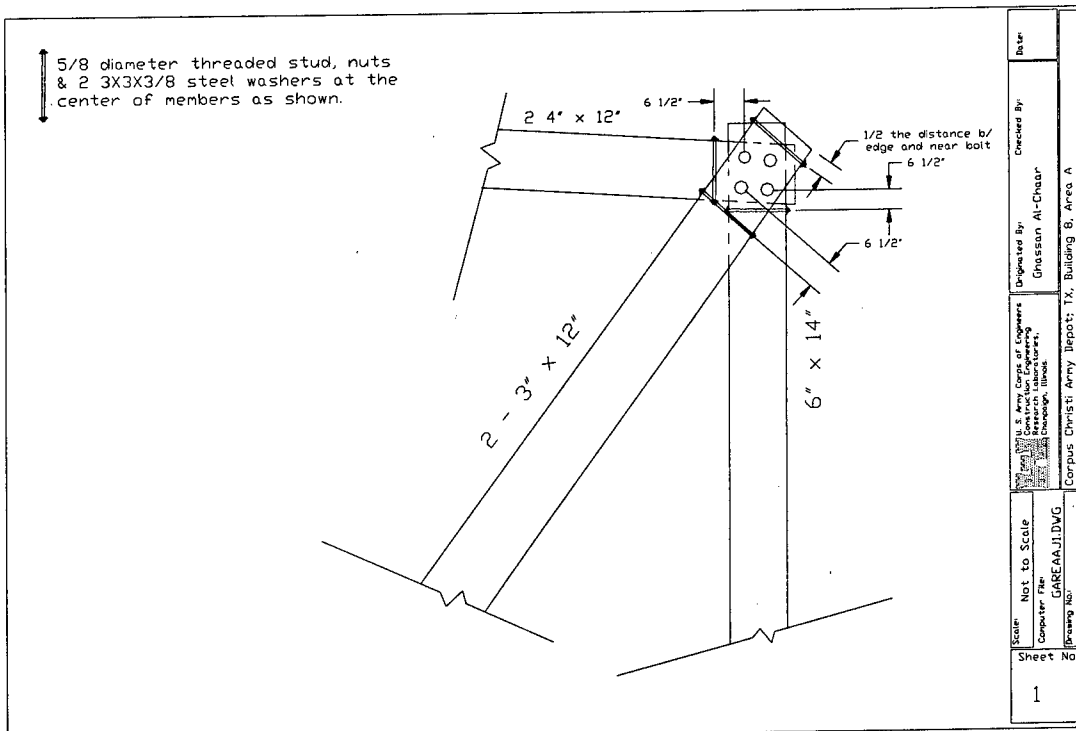 5/8 diameter threaded stud, nuts
& 2 3X3X3/8 steel washers at the
center of members as shown.
2 4" x 12"
6 1/2"
1/2 the distance b/
edge and near bolt
6 1/2"
6 1/2"
2 - 3" x 12"
6" x 14"
Date:
Checked By:
Originated By:
Ghassan Al-Chaar
U. S. Army Corps of Engineers
Construction Engineering
Research Laboratories,
Champaign, Illinois.
Corpus Christi Army Depot; TX, Building 8, Area A
Scale: Not to Scale
Computer File:
GAREAAJ1.DWG
Drawing No.:
Sheet No
1